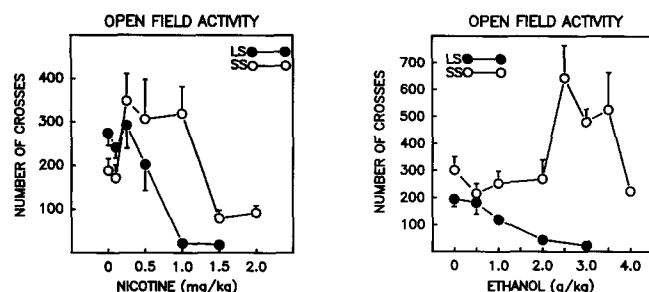 OPEN FIELD ACTIVITY
LS
SS
NUMBER OF CROSSES
400
300
200
100
0 0.5 1.0 1.5 2.0
NICOTINE (mg/kg)
OPEN FIELD ACTIVITY
LS
SS
NUMBER OF CROSSES
700
600
500
400
300
200
100
0 1.0 2.0 3.0 4.0
ETHANOL (g/kg)